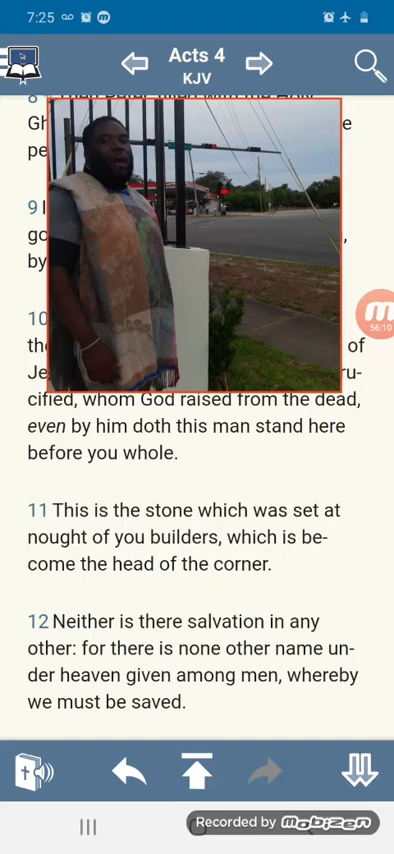 7:25
Acts 4
KJV
8
Gh
e
pe
9 I
go
,
by
10
the
of
Je
ru-
cified, whom God raised from the dead,
even by him doth this man stand here
before you whole.
11 This is the stone which was set at
nought of you builders, which is be-
come the head of the corner.
12 Neither is there salvation in any
other: for there is none other name un-
der heaven given among men, whereby
we must be saved.
56:10
Recorded by mobizen